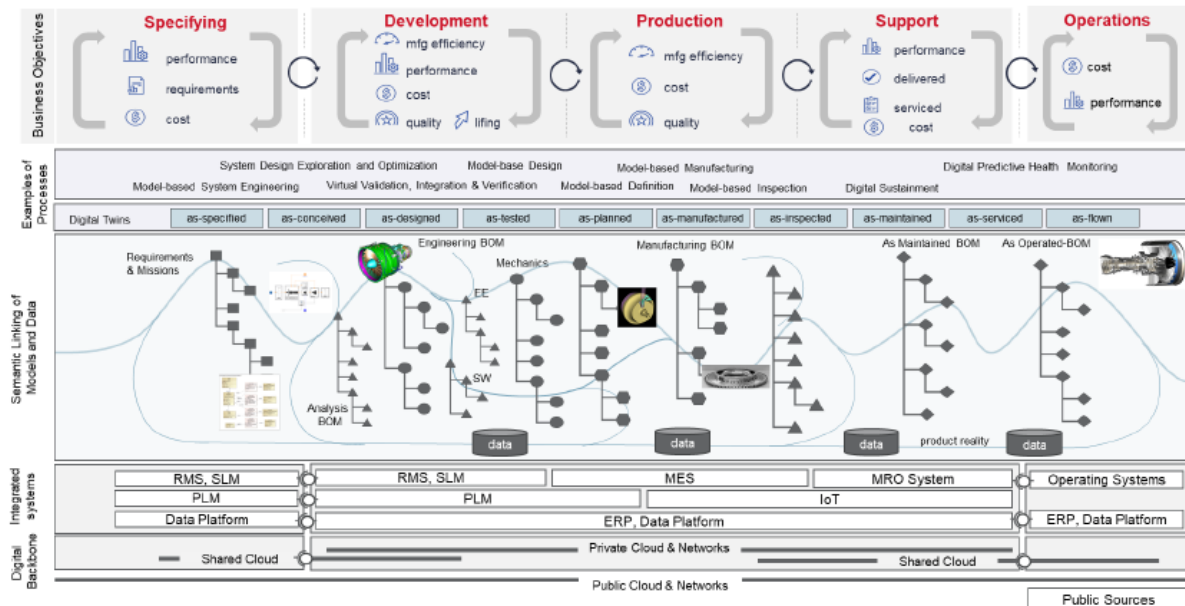 Business Objectives
Specifying
performance
requirements
cost
Development
mfg efficiency
performance
cost
quality
lifing
Production
mfg efficiency
cost
quality
Support
performance
delivered
serviced
cost
Operations
cost
performance
Examples of
Processes
System Design Exploration and Optimization
Model-base Design
Model-based Manufacturing
Digital Predictive Health Monitoring
Model-based System Engineering
Virtual Validation, Integration & Verification
Model-based Definition
Model-based Inspection
Digital Sustainment
Digital Twins
as-specified
as-conceived
as-designed
as-tested
as-planned
as-manufactured
as-inspected
as-maintained
as-serviced
as-flown
Semantic Linking of
Models and Data
Requirements
& Missions
Engineering BOM
Mechanics
EE
SW
Analysis
BOM
Manufacturing BOM
As Maintained BOM
As Operated-BOM
data
data
data
product reality
data
Integrated
systems
RMS, SLM
RMS, SLM
MES
MRO System
Operating Systems
PLM
PLM
IoT
Data Platform
ERP, Data Platform
ERP, Data Platform
Digital
Backbone
Private Cloud & Networks
Shared Cloud
Shared Cloud
Public Cloud & Networks
Public Sources